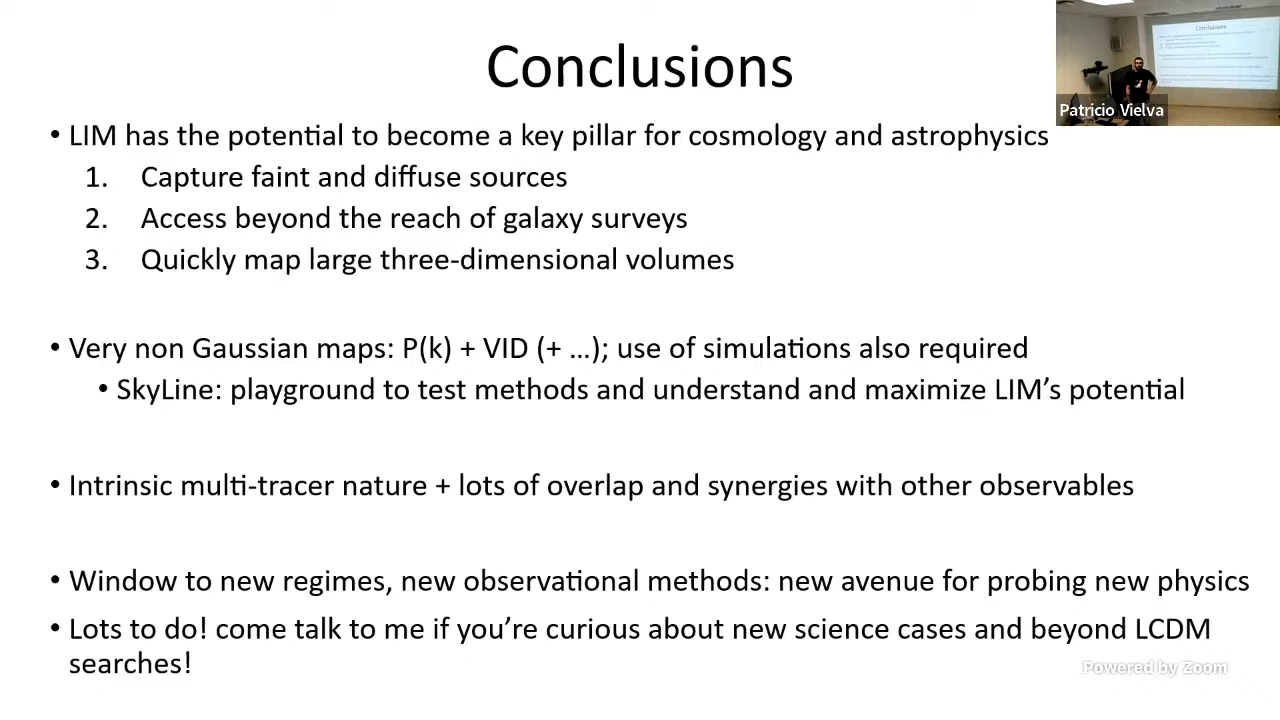 Conclusions
Conclusions
Patricio Vielva
• LIM has the potential to become a key pillar for cosmology and astrophysics
1. Capture faint and diffuse sources
2. Access beyond the reach of galaxy surveys
3. Quickly map large three-dimensional volumes
• Very non Gaussian maps: P(k) + VID (+ ...); use of simulations also required
• SkyLine: playground to test methods and understand and maximize LIM’s potential
• Intrinsic multi-tracer nature + lots of overlap and synergies with other observables
• Window to new regimes, new observational methods: new avenue for probing new physics
• Lots to do! come talk to me if you’re curious about new science cases and beyond LCDM
searches!
Powered by Zoom